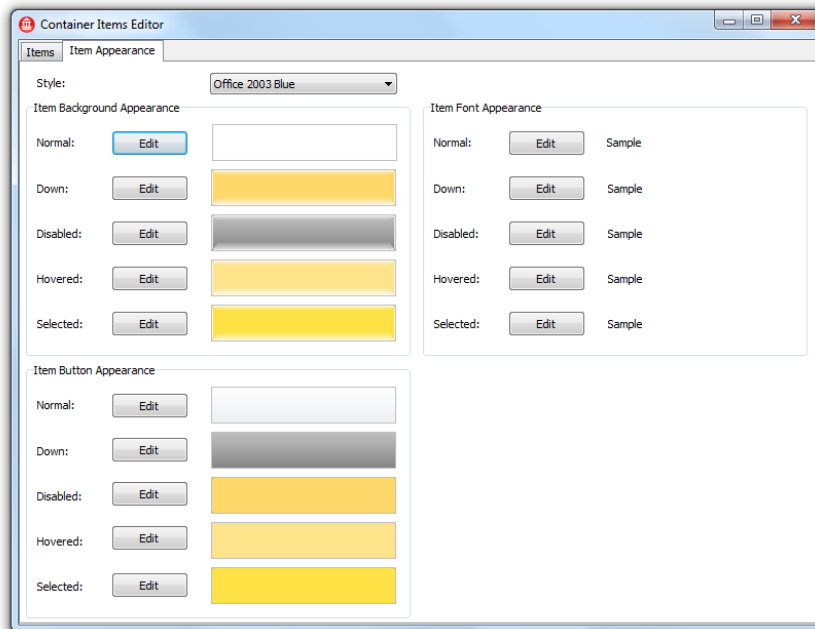 Container Items Editor
Items Item Appearance
Style: Office 2003 Blue
Item Background Appearance
Normal: Edit
Down: Edit
Disabled: Edit
Hovered: Edit
Selected: Edit
Item Font Appearance
Normal: Edit Sample
Down: Edit Sample
Disabled: Edit Sample
Hovered: Edit Sample
Selected: Edit Sample
Item Button Appearance
Normal: Edit
Down: Edit
Disabled: Edit
Hovered: Edit
Selected: Edit